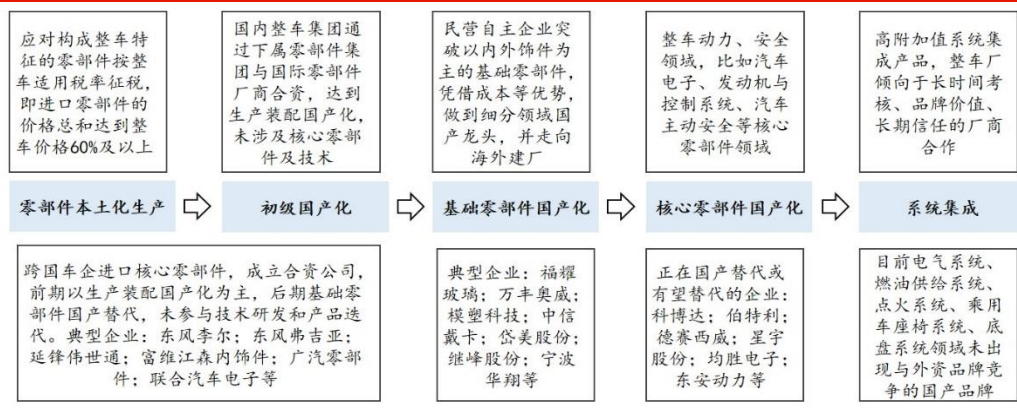 应对构成整车特
征的零部件按整
车适用税率征税,
即进口零部件的
价格总和达到整
车价格60%及以上
国内整车集团通
过下属零部件集
团与国际零部件
厂商合资，达到
生产装配国产化,
未涉及核心零部
件及技术
民营自主企业突
破以内外饰件为
主的基础零部件,
凭借成本等优势,
做到细分领域国
产龙头，并走向
海外建厂
整车动力、安全
领域，比如汽车
电子、发动机与
控制系统、汽车
主动安全等核心
零部件领域
高附加值系统集
成产品，整车厂
倾向于长时间考
核、品牌价值、
长期信任的厂商
合作
零部件本土化生产
初级国产化
基础零部件国产化
核心零部件国产化
系统集成
跨国车企进口核心零部件，成立合资公司,
前期以生产装配国产化为主，后期基础零
部件国产替代，未参与技术研发和产品迭
代。典型企业：东风李尔；东风弗吉亚；
延锋伟世通；富维江森内饰件；广汽零部
件；联合汽车电子等
典型企业：福耀
玻璃；万丰奥威；
模塑科技；中信
戴卡；岱美股份；
继峰股份；宁波
华翔等
正在国产替代或
有望替代的企业：
科博达；伯特利；
德赛西威；星宇
股份；均胜电子；
东安动力等
目前电气系统、
燃油供给系统、
点火系统、乘用
车座椅系统、底
盘系统领域未出
现与外资品牌竞
争的国产品牌